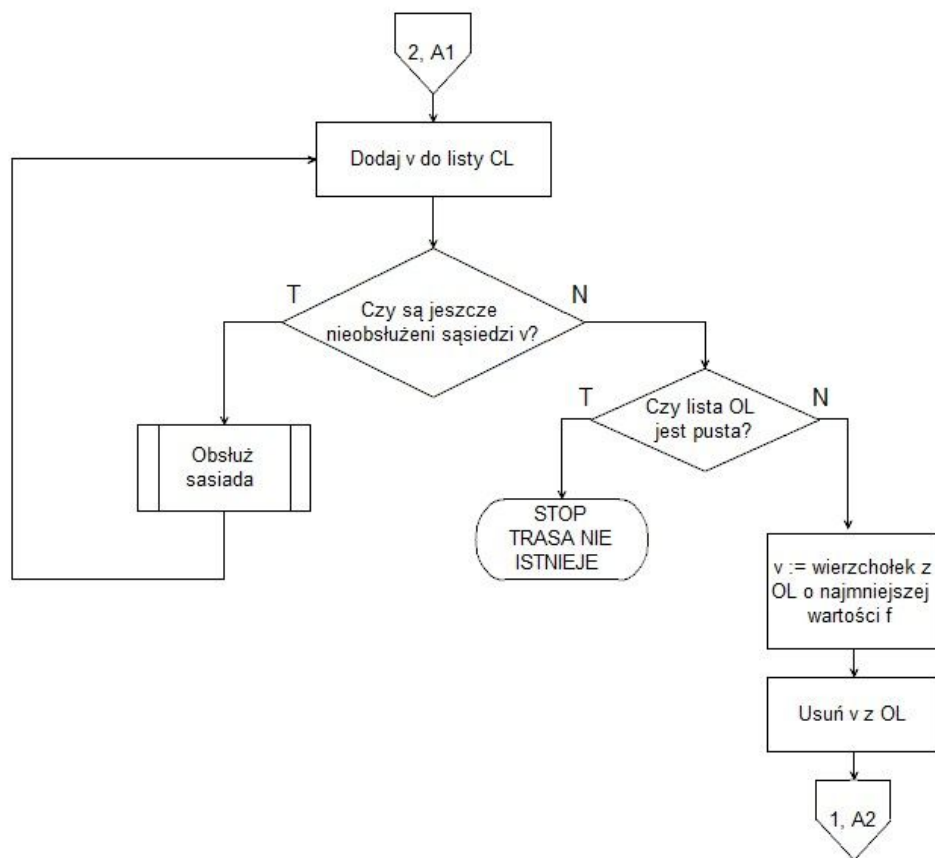 2, A1
Dodaj v do listy CL
T
N
Czy są jeszcze
nieobsłużeni sąsiedzi v?
T
N
Czy lista OL
jest pusta?
Obsłuż
sasiada
STOP
TRASA NIE
ISTNIEJE
v := wierzchołek z
OL o najmniejszej
wartości f
Usuń v z OL
1, A2